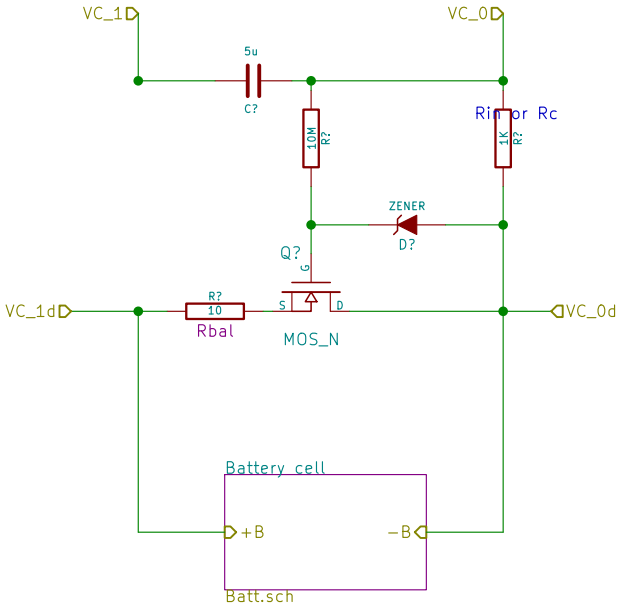 VC_1
VC_0
5u
C?
Rin or Rc
10M
R?
1K
R?
ZENER
D?
Q?
G
S
D
MOS_N
VC_1d
R?
10
Rbal
VC_0d
Battery cell
+B
-B
Batt.sch